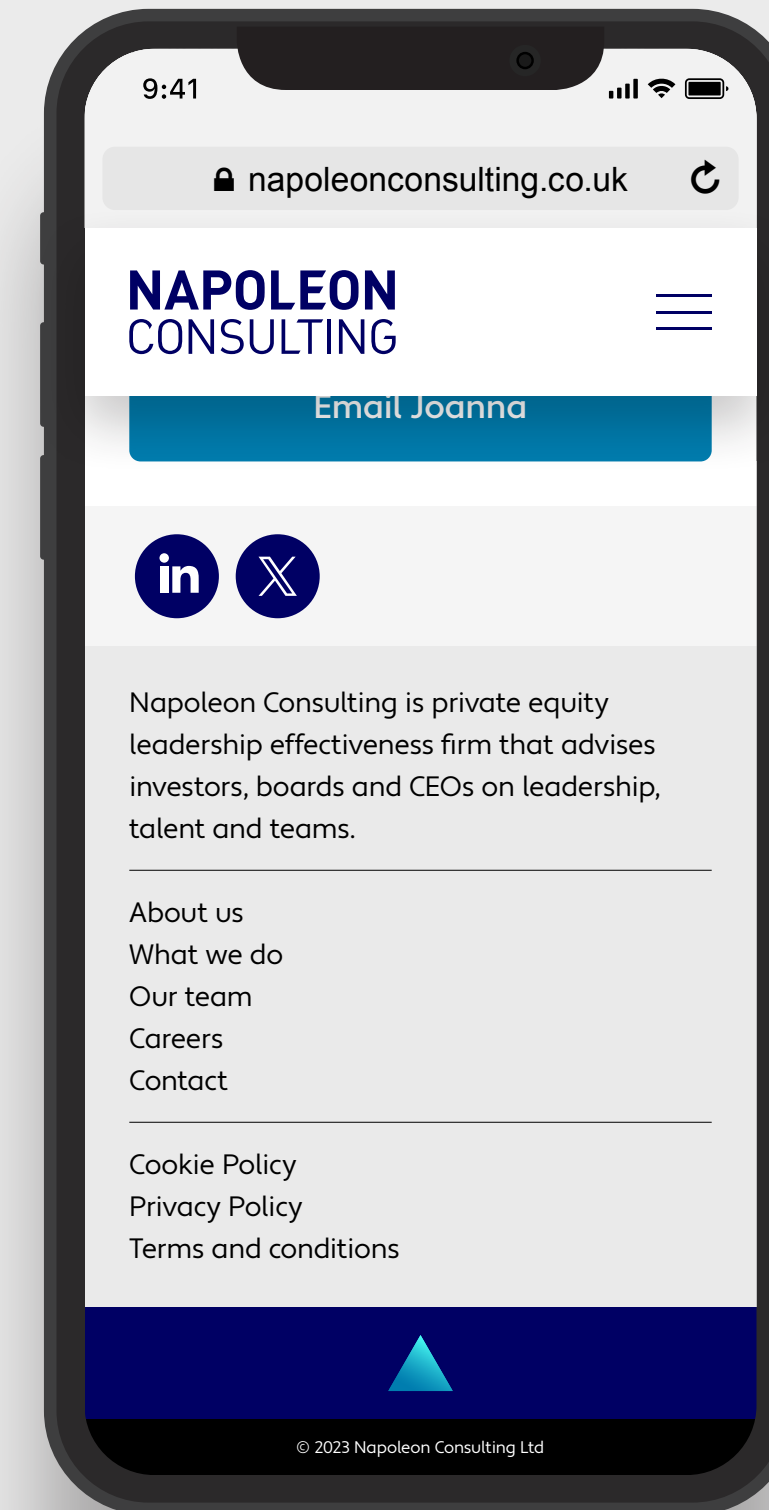 9:41
napoleonconsulting.co.uk
NAPOLEON
CONSULTING
Email Joanna
in X
Napoleon Consulting is private equity
leadership effectiveness firm that advises
investors, boards and CEOs on leadership,
talent and teams.
About us
What we do
Our team
Careers
Contact
Cookie Policy
Privacy Policy
Terms and conditions
© 2023 Napoleon Consulting Ltd